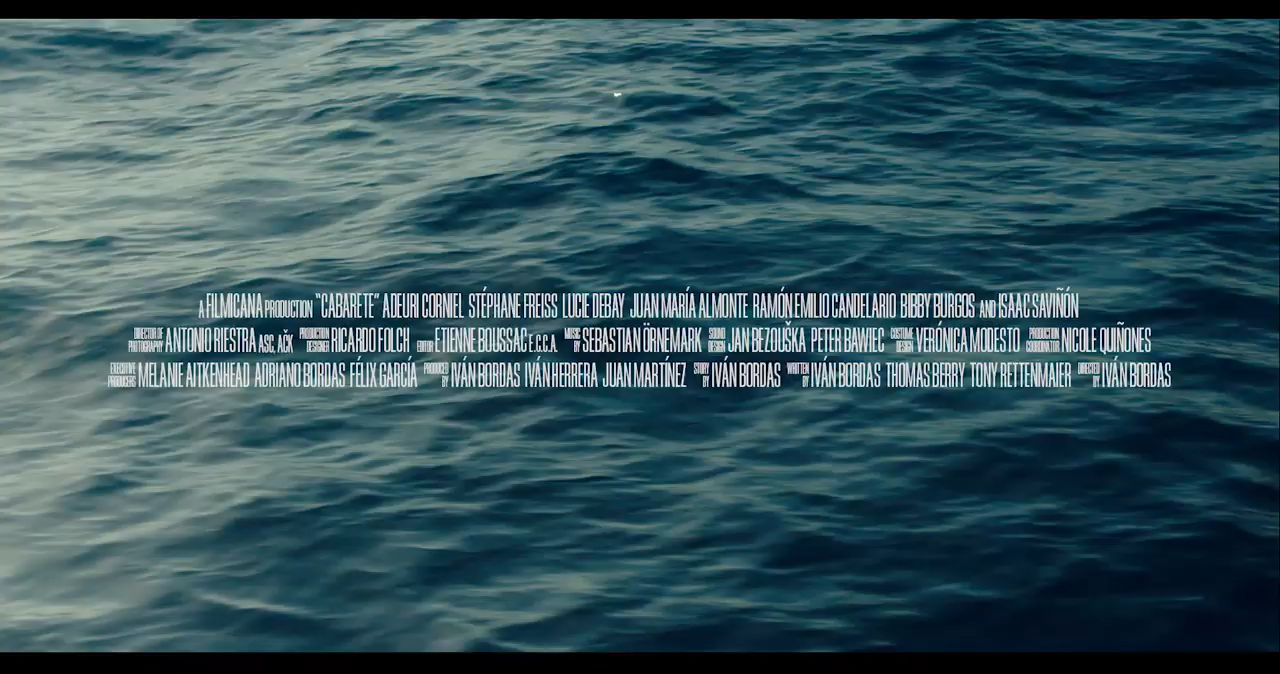 A FILMICANA PRODUCTION "CABARETE" ADEURI CORNIEL STÉPHANE FREISS LUCIE DEBAY JUAN MARÍA ALMONTE RAMÓN EMILIO CANDELARIO BIBBY BURGOS AND ISAAC SAVIÑÓN
DIRECTOR OF PHOTOGRAPHY ANTONIO RIESTRA ASC, AČK PRODUCTION DESIGNER RICARDO FOLCH EDITOR ETIENNE BOUSSAC E.C.C.A. MUSIC BY SEBASTIAN ÖRNEMARK SOUND DESIGN JAN BEZOUŠKA PETER BAWIEC COSTUME DESIGN VERÓNICA MODESTO PRODUCTION COORDINATOR NICOLE QUIÑONES
EXECUTIVE PRODUCERS MELANIE AITKENHEAD ADRIANO BORDAS FÉLIX GARCÍA PRODUCED BY IVÁN BORDAS IVÁN HERRERA JUAN MARTÍNEZ STORY BY IVÁN BORDAS WRITTEN BY IVÁN BORDAS THOMAS BERRY TONY RETTENMAIER DIRECTED BY IVÁN BORDAS